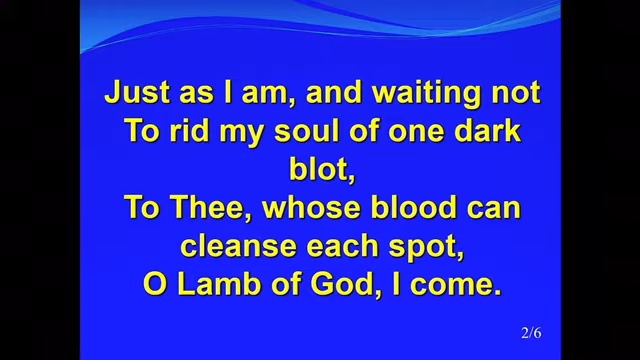 Just as I am, and waiting not
To rid my soul of one dark
blot,
To Thee, whose blood can
cleanse each spot,
O Lamb of God, I come.
2/6